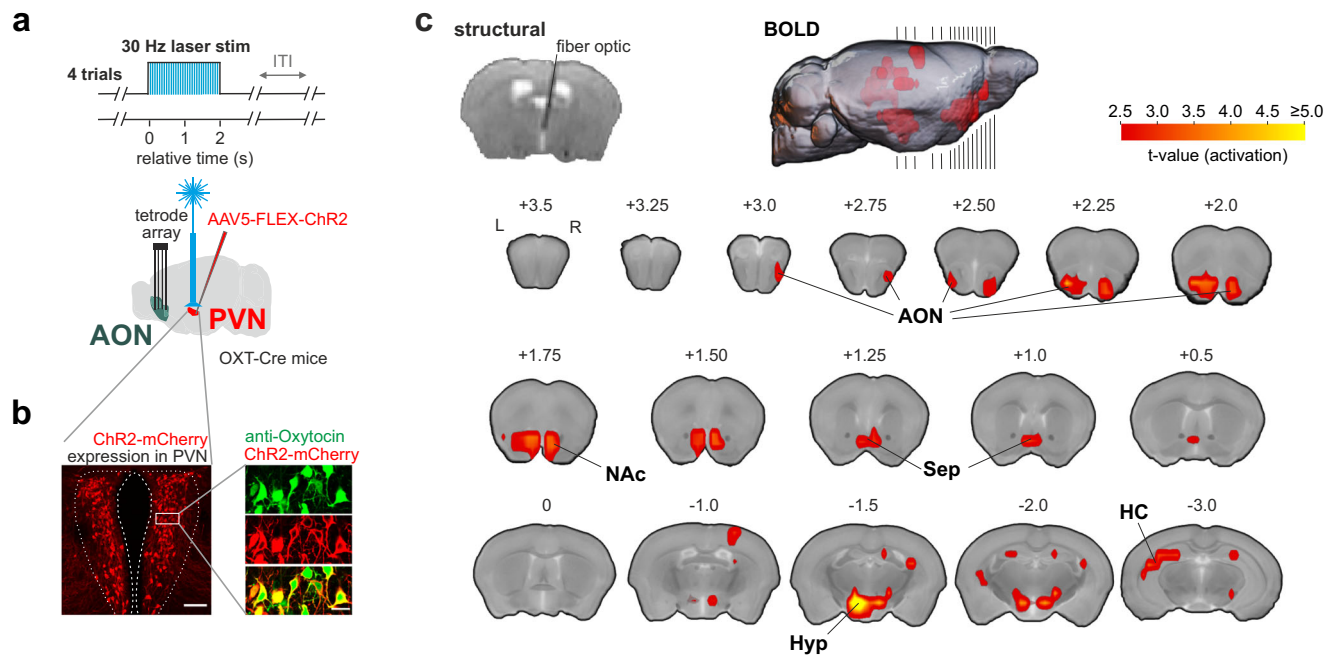 a
30 Hz laser stim
ITI
4 trials
0 1 2
relative time (s)
tetrode
array
AAV5-FLEX-ChR2
AON
PVN
OXT-Cre mice
b
ChR2-mCherry
expression in PVN
anti-Oxytocin
ChR2-mCherry
c
structural
fiber optic
BOLD
2.5 3.0 4.0 4.5 ≥5.0
t-value (activation)
+3.5 +3.25 +3.0 +2.75 +2.50 +2.25 +2.0
L R
AON
+1.75 +1.50 +1.25 +1.0 +0.5
NAc
Sep
0 -1.0 -1.5 -2.0 -3.0
HC
Hyp